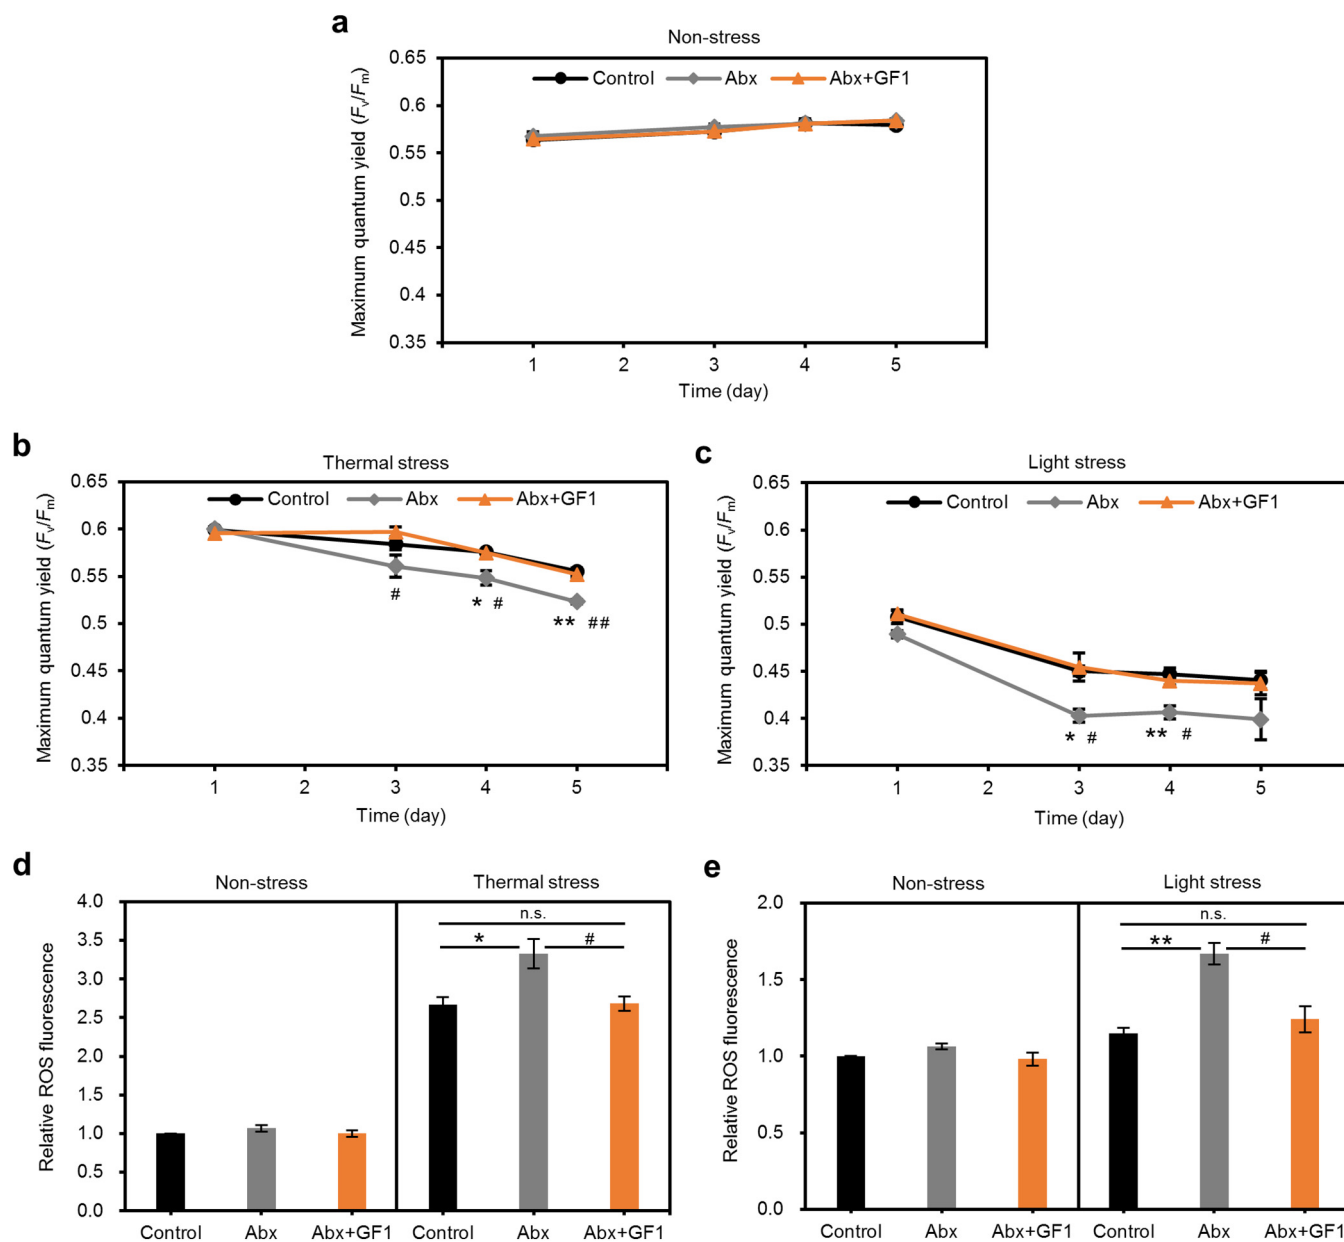 a
Non-stress
Control Abx Abx+GF1
Maximum quantum yield (Fv/Fm)
0.65
0.6
0.55
0.5
0.45
0.4
0.35
1 2 3 4 5
Time (day)
b
Thermal stress
Control Abx Abx+GF1
Maximum quantum yield (Fv/Fm)
0.65
0.6
0.55
0.5
0.45
0.4
0.35
#
* #
** ##
1 2 3 4 5
Time (day)
c
Light stress
Control Abx Abx+GF1
Maximum quantum yield (Fv/Fm)
0.65
0.6
0.55
0.5
0.45
0.4
0.35
* #
** #
1 2 3 4 5
Time (day)
d
Non-stress Thermal stress
Relative ROS fluorescence
4.0
3.5
3.0
2.5
2.0
1.5
1.0
0.5
0.0
n.s.
* #
Control Abx Abx+GF1 Control Abx Abx+GF1
e
Non-stress Light stress
Relative ROS fluorescence
2.0
1.5
1.0
0.5
0.0
n.s.
** #
Control Abx Abx+GF1 Control Abx Abx+GF1